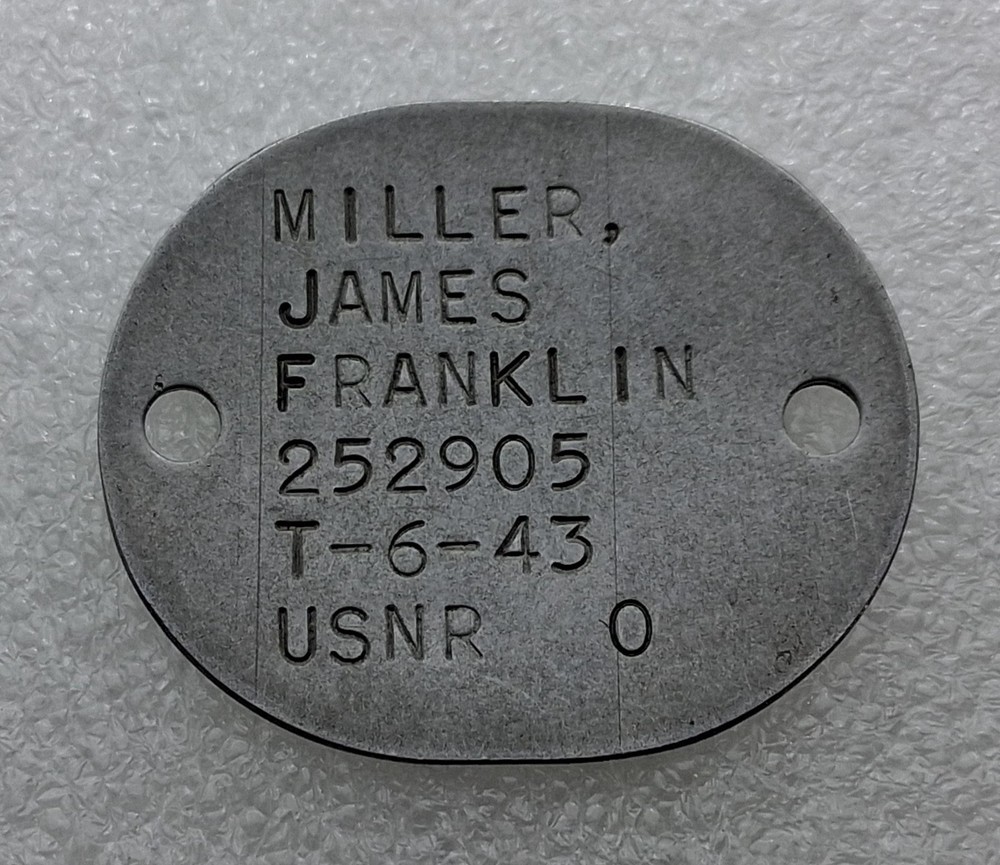 MILLER,
JAMES
FRANKLIN
252905
T-6-43
USNR O